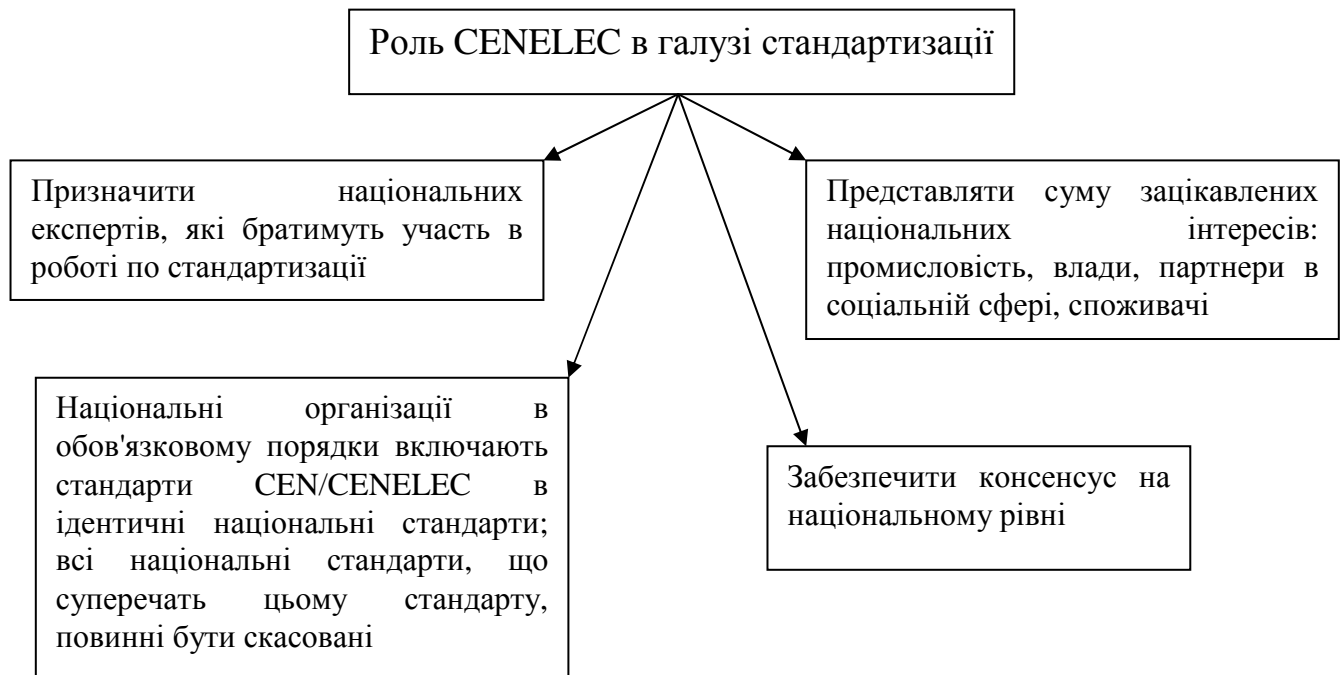 Роль CENELEC в галузі стандартизації
Призначити національних
експертів, які братимуть участь в
роботі по стандартизації
Представляти суму зацікавлених
національних інтересів:
промисловість, влади, партнери в
соціальній сфері, споживачі
Національні організації в
обов'язковому порядки включають
стандарти CEN/CENELEC в
ідентичні національні стандарти;
всі національні стандарти, що
суперечать цьому стандарту,
повинні бути скасовані
Забезпечити консенсус на
національному рівні